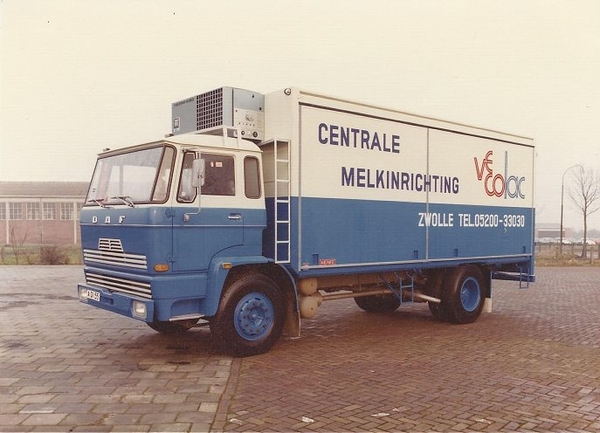 CENTRALE
MELKINRICHTING
vecolac
ZWOLLE TEL.05200-33030
DAF